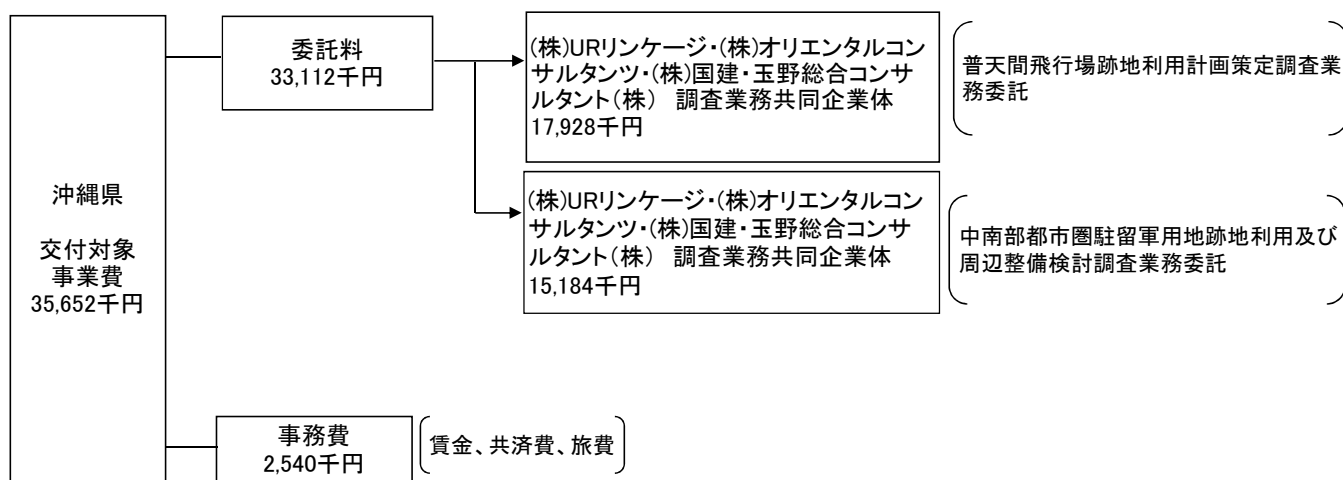 沖縄県
交付対象
事業費
35,652千円
委託料
33,112千円
(株)URリンケージ・(株)オリエンタルコン
サルタンツ・(株)国建・玉野総合コンサ
ルタント(株)　調査業務共同企業体
17,928千円
普天間飛行場跡地利用計画策定調査業
務委託
(株)URリンケージ・(株)オリエンタルコン
サルタンツ・(株)国建・玉野総合コンサ
ルタント(株)　調査業務共同企業体
15,184千円
中南部都市圏駐留軍用地跡地利用及び
周辺整備検討調査業務委託
事務費
2,540千円
賃金、共済費、旅費